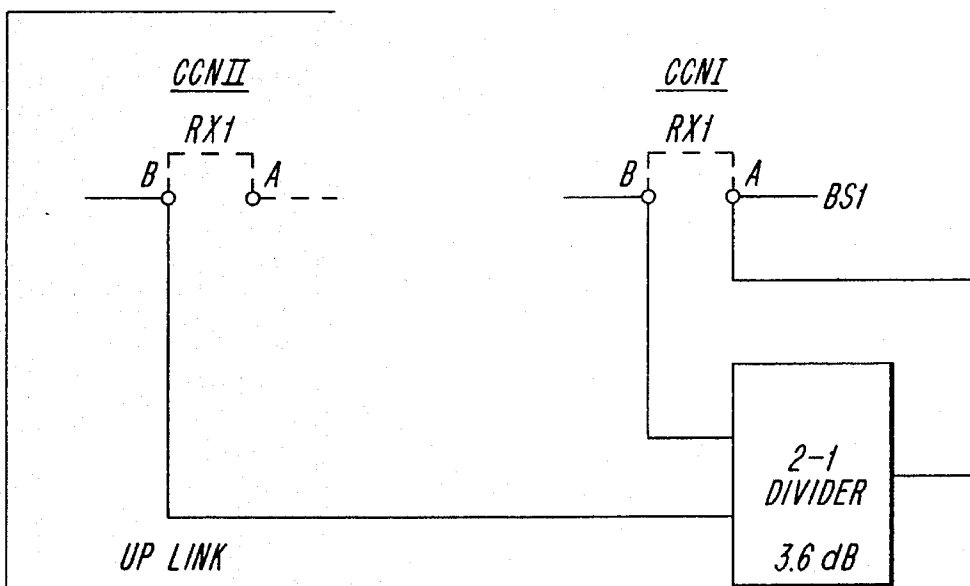 CCNII
CCNI
RX1
RX1
B
A
B
A
BS1
2-1
DIVIDER
3.6 dB
UP LINK